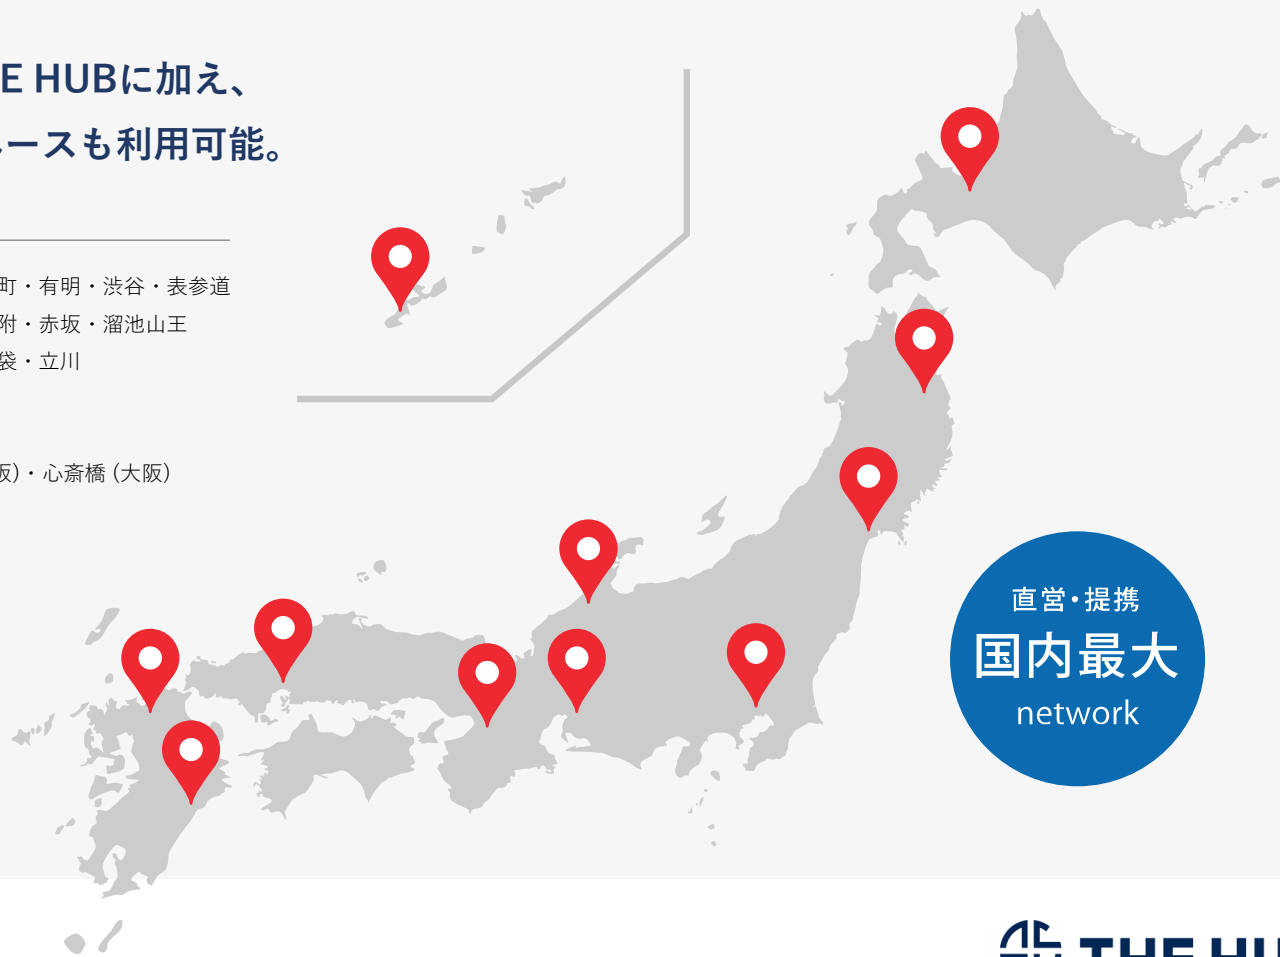 E HUBに加え、
ースも利用可能。
町・有明・渋谷・表参道
附・赤坂・溜池山王
袋・立川
阪)・心斎橋 (大阪)
直営・提携
国内最大
network
THE HU